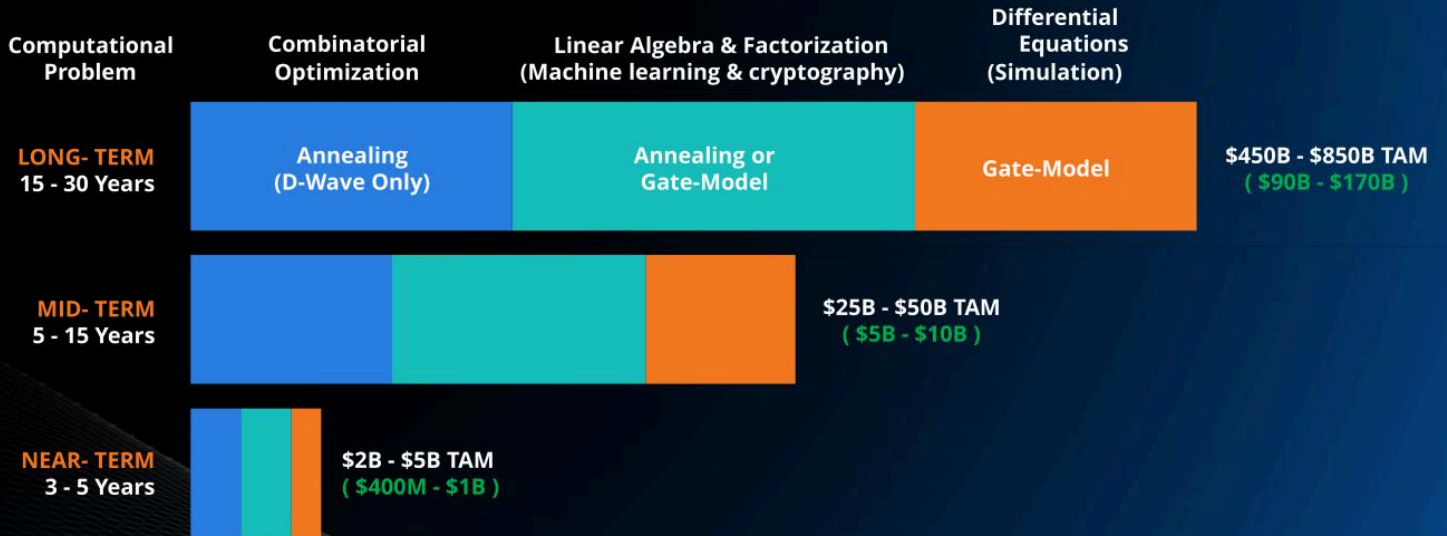 Computational
Problem
Combinatorial
Optimization
Linear Algebra & Factorization
(Machine learning & cryptography)
Differential
Equations
(Simulation)
LONG- TERM
15 - 30 Years
Annealing
(D-Wave Only)
Annealing or
Gate-Model
Gate-Model
$450B - $850B TAM
( $90B - $170B )
MID- TERM
5 - 15 Years
$25B - $50B TAM
( $5B - $10B )
NEAR- TERM
3 - 5 Years
$2B - $5B TAM
( $400M - $1B )